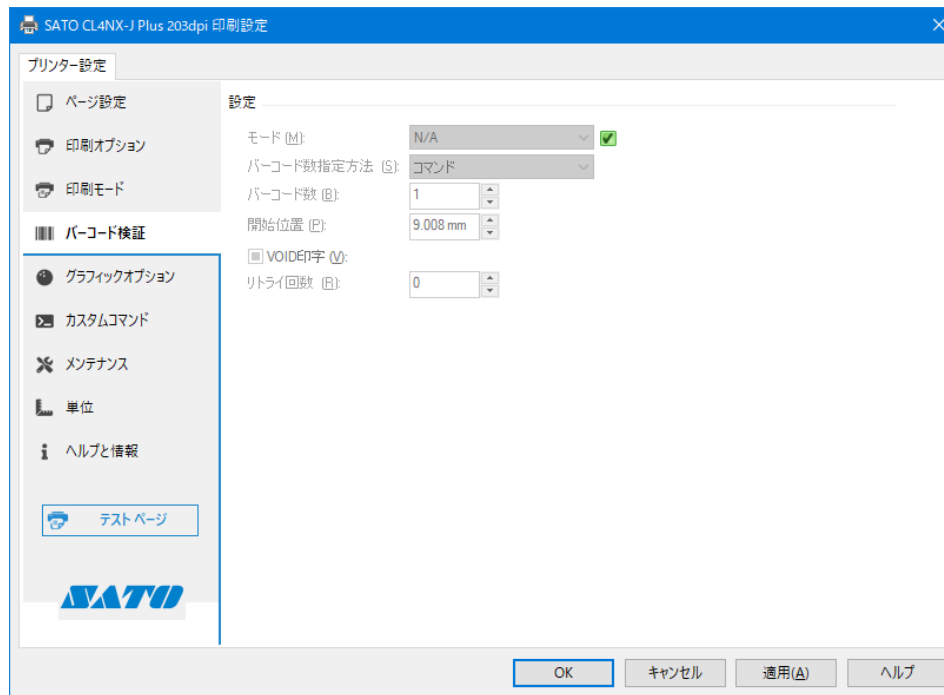 SATO CL4NX-J Plus 203dpi 印刷設定
プリンター設定
ページ設定
印刷オプション
印刷モード
バーコード検証
グラフィックオプション
カスタムコマンド
メンテナンス
単位
ヘルプと情報
テスト ページ
SATO
設定
モード (M): N/A
バーコード数指定方法 (S): コマンド
バーコード数 (B): 1
開始位置 (P): 9.008 mm
VOID印字 (V):
リトライ回数 (R): 0
OK キャンセル 適用(A) ヘルプ